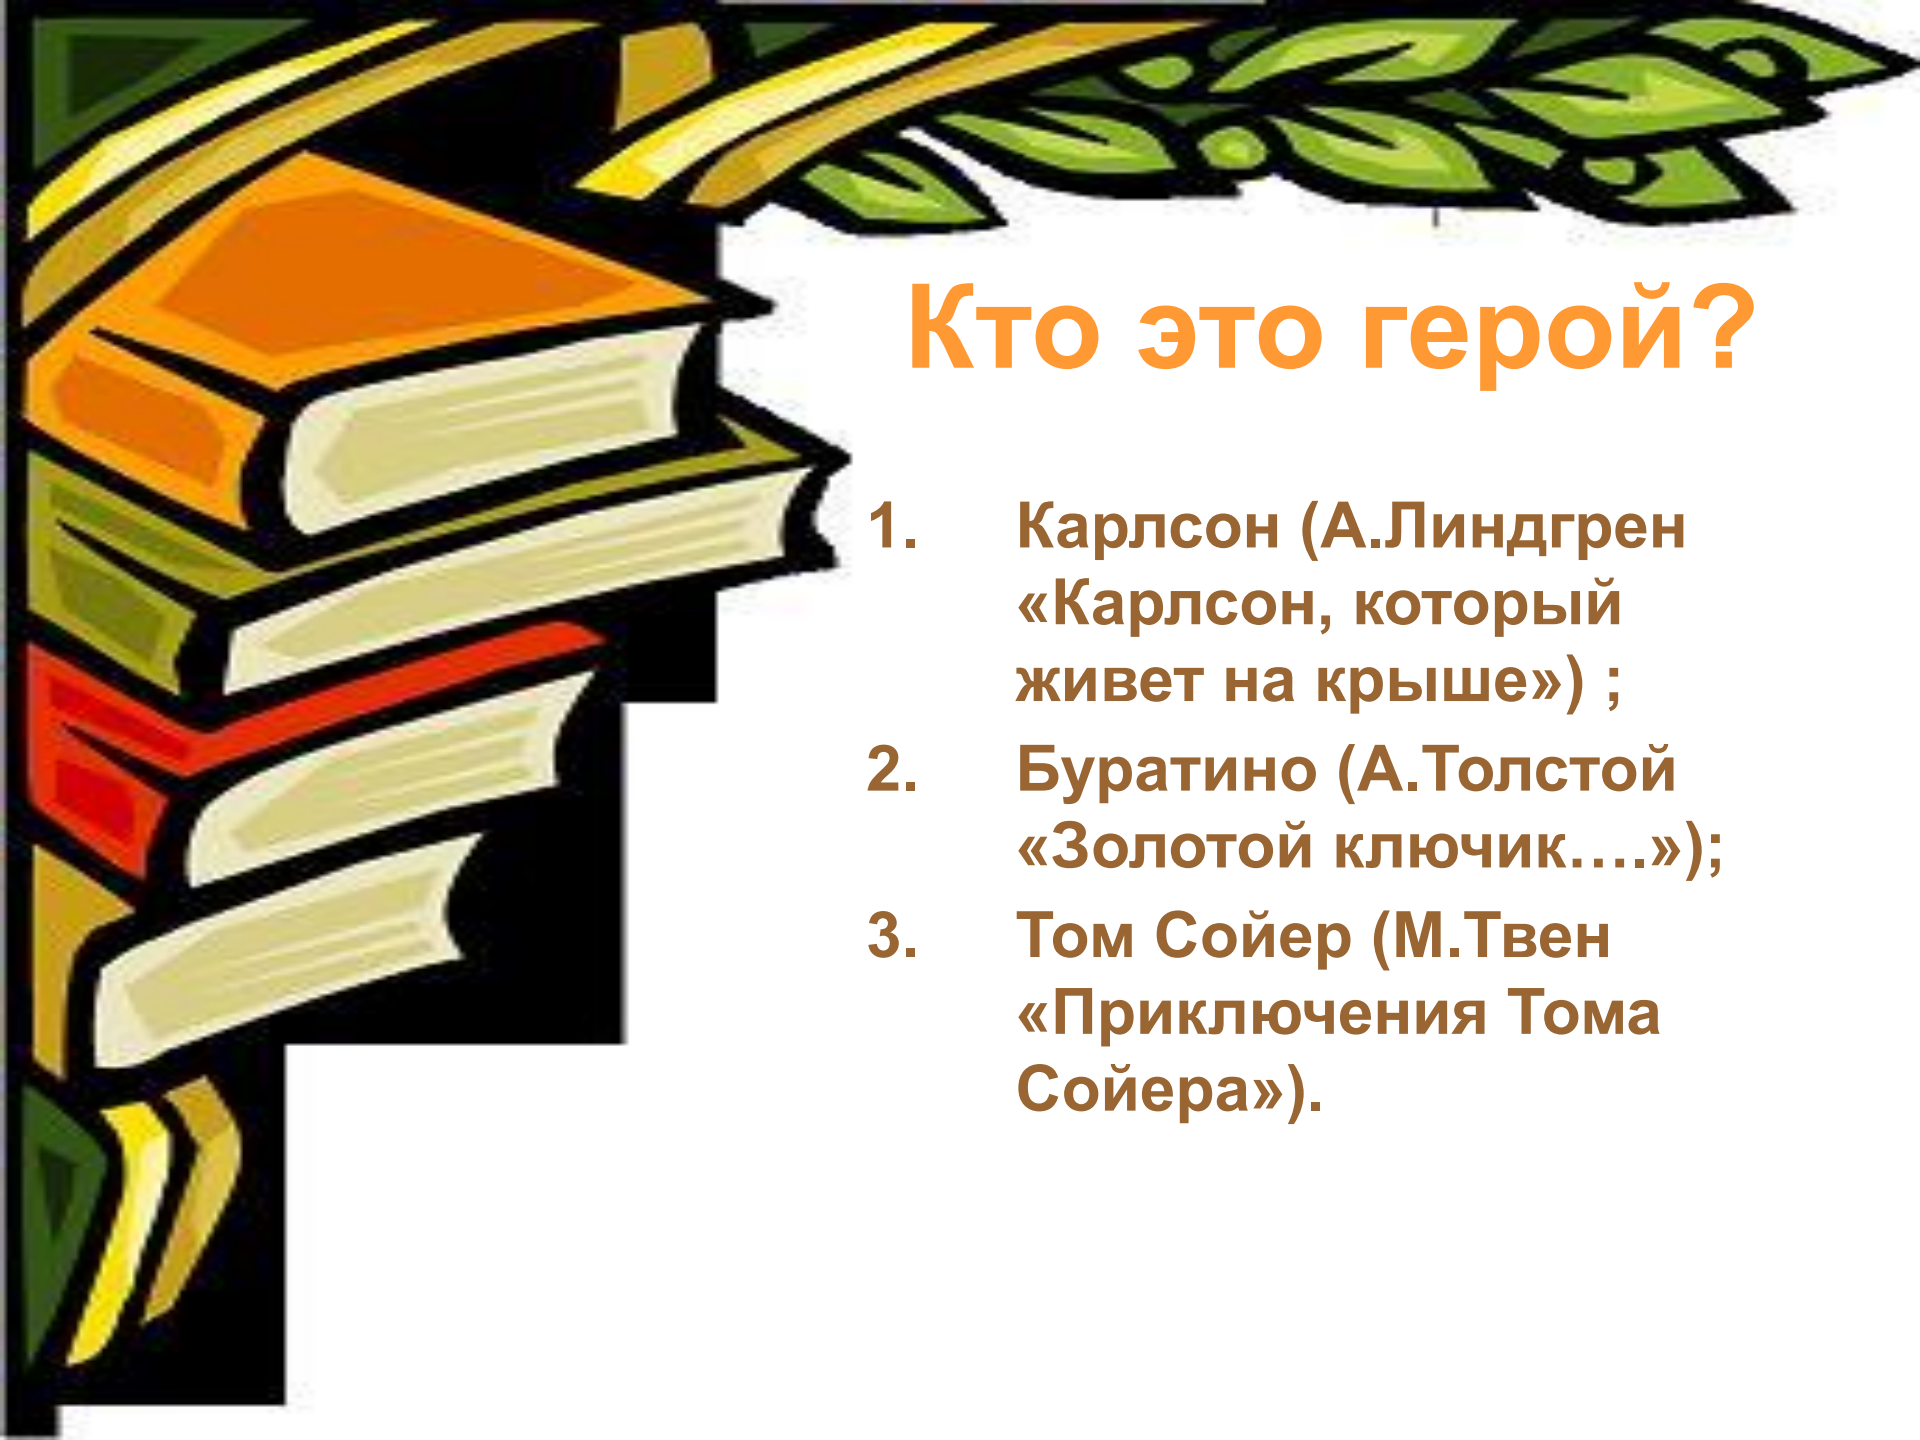 Кто это герой?
1. Карлсон (А.Линдгрен
«Карлсон, который
живет на крыше») ;
2. Буратино (А.Толстой
«Золотой ключик….»);
3. Том Сойер (М.Твен
«Приключения Тома
Сойера»).